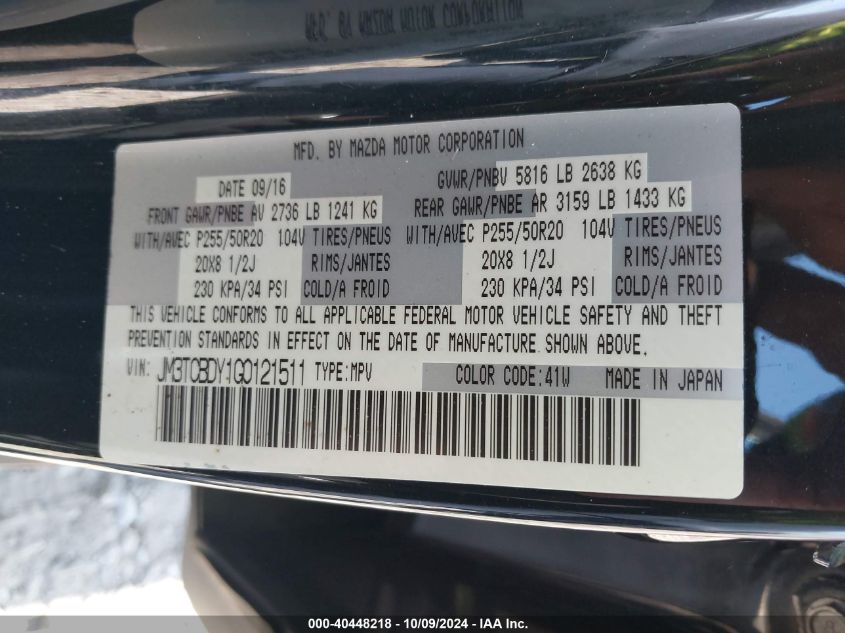 MFD. BY MAZDA MOTOR CORPORATION
DATE 09/16 GVWR/PNBV 5816 LB 2638 KG
FRONT GAWR/PNBE AV 2736 LB 1241 KG REAR GAWR/PNBE AR 3159 LB 1433 KG
WITH/AVEC P255/50R20 104V TIRES/PNEUS WITH/AVEC P255/50R20 104V TIRES/PNEUS
20X8 1/2J RIMS/JANTES 20X8 1/2J RIMS/JANTES
230 KPA/34 PSI COLD/A FROID 230 KPA/34 PSI COLD/A FROID
THIS VEHICLE CONFORMS TO ALL APPLICABLE FEDERAL MOTOR VEHICLE SAFETY AND THEFT
PREVENTION STANDARDS IN EFFECT ON THE DATE OF MANUFACTURE SHOWN ABOVE.
VIN: JM3TCBDY1G0121511 TYPE:MPV COLOR CODE:41W MADE IN JAPAN
000-40448218 - 10/09/2024 - IAA Inc.